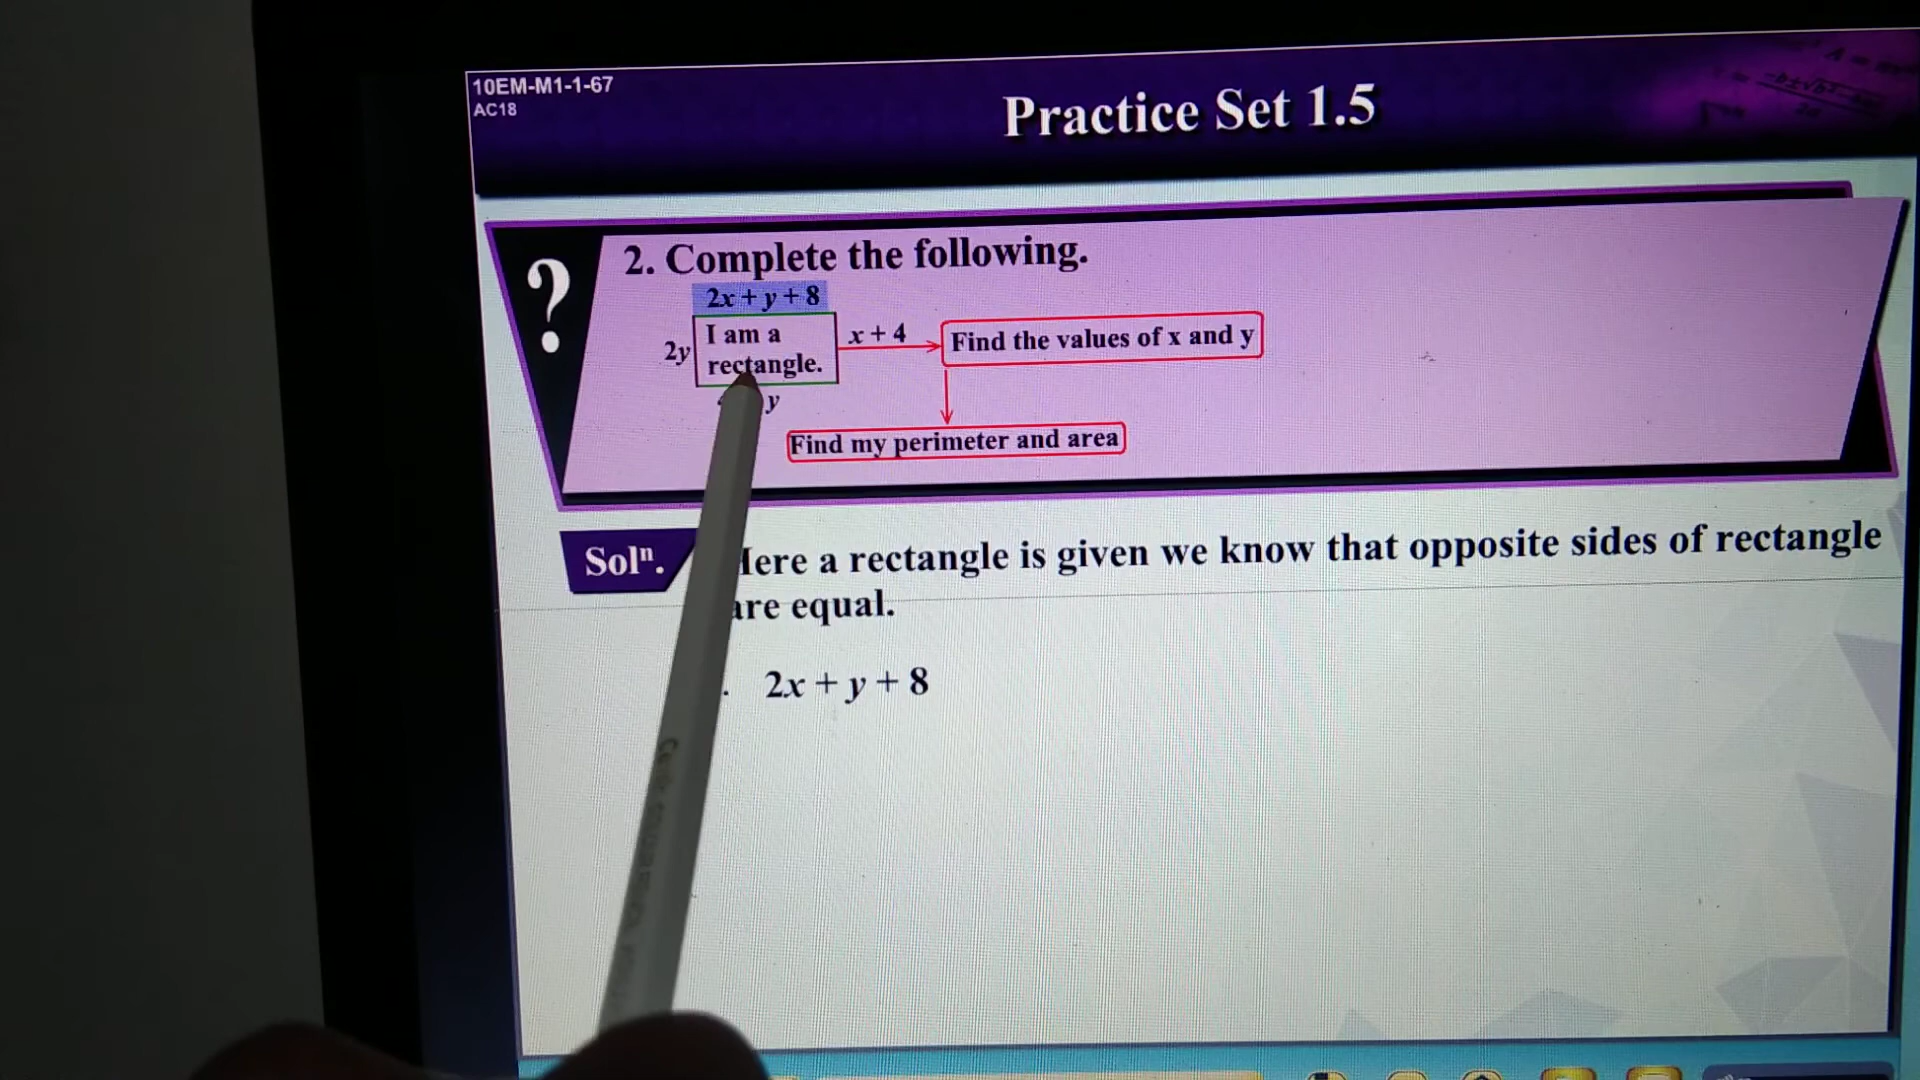 10EM-M1-1-67
AC18
Practice Set 1.5
?
2. Complete the following.
2x + y + 8
I am a
rectangle.
2y
x + 4
Find the values of x and y
y
Find my perimeter and area
Solⁿ.
a rectangle is given we know that opposite sides of rectangle
equal.
2x + y + 8